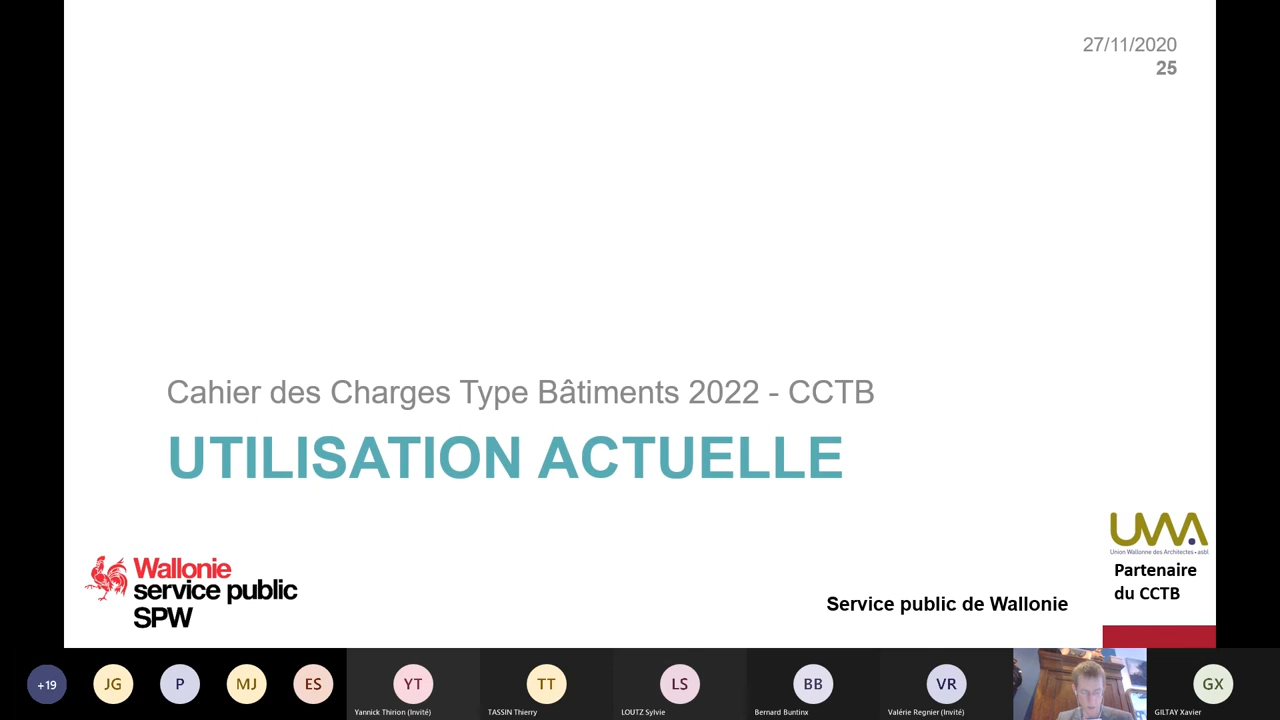 27/11/2020
25
Cahier des Charges Type Bâtiments 2022 - CCTB
UTILISATION ACTUELLE
UWA
Union Wallonne des Architectes • asbl
Partenaire
du CCTB
Wallonie
service public
SPW
Service public de Wallonie
+19
JG
P
MJ
ES
YT
TT
LS
BB
VR
GX
Yannick Thirion (Invité)
TASSIN Thierry
LOUTZ Sylvie
Bernard Buntinx
Valérie Regnier (Invité)
GILTAY Xavier